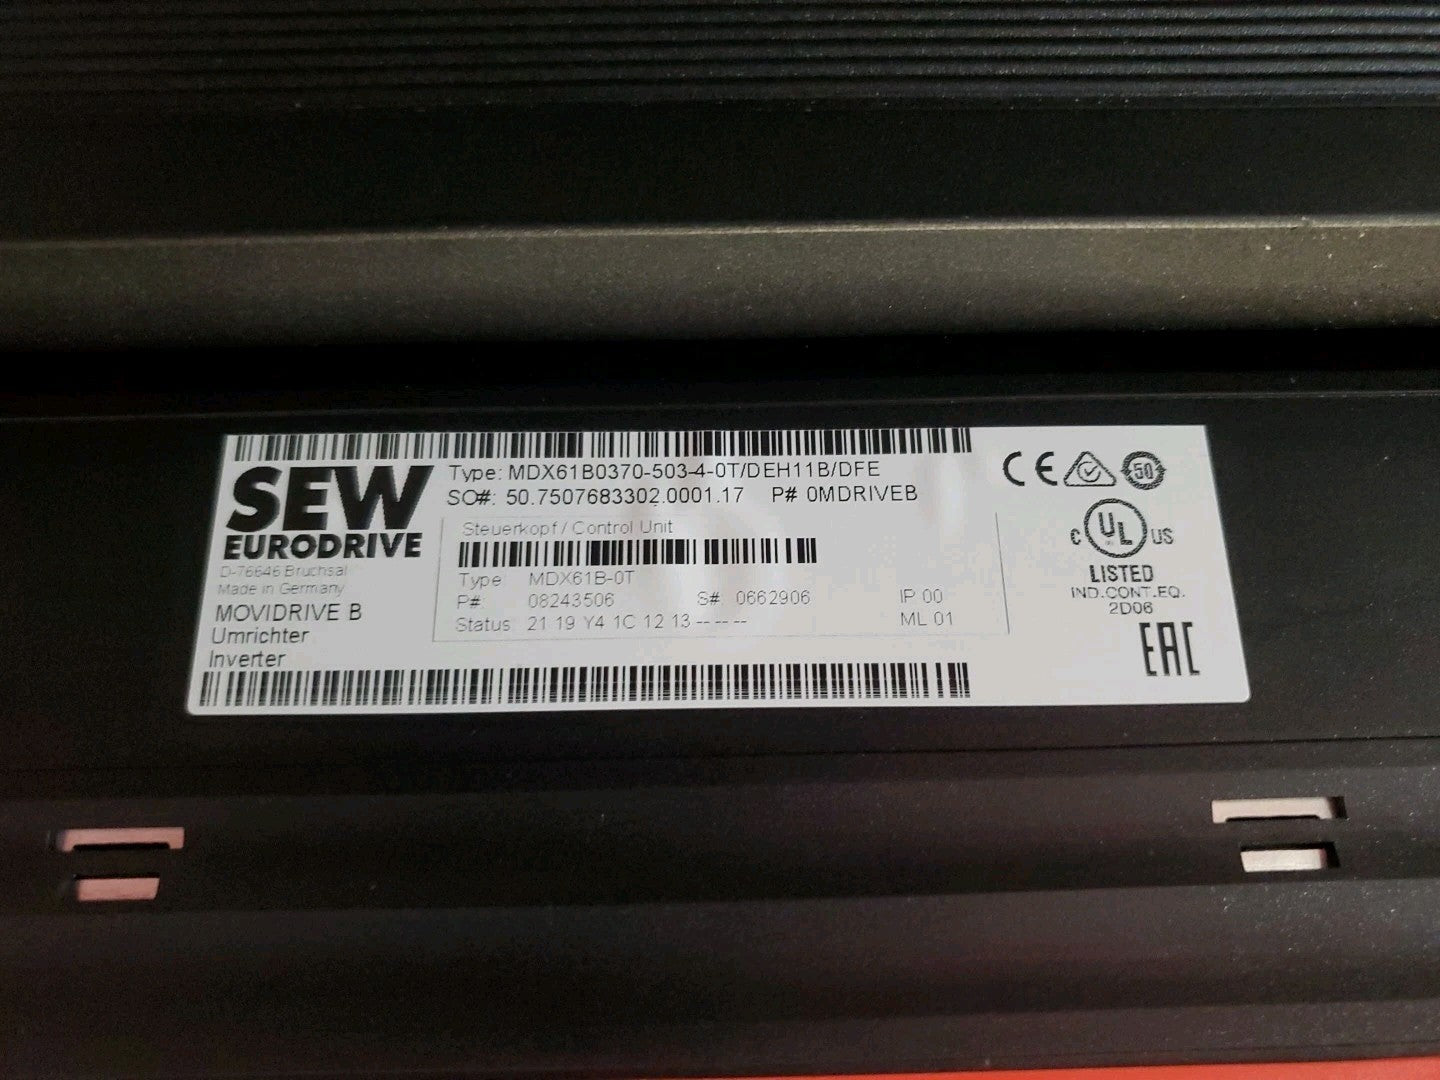 SEW
EURODRIVE
D-76646 Bruchsal
Made in Germany
MOVIDRIVE B
Umrichter
Inverter
Type: MDX61B0370-503-4-0T/DEH11B/DFE
SO#: 50.7507683302.0001.17 P# 0MDRIVEB
Steuerkopf / Control Unit
Type: MDX61B-0T
P#: 08243506 S#: 0662906 IP 00
Status: 21 19 Y4 1C 12 13 -- -- -- ML 01
CE 50
C UL US
LISTED
IND.CONT.EQ.
2D06
EAC